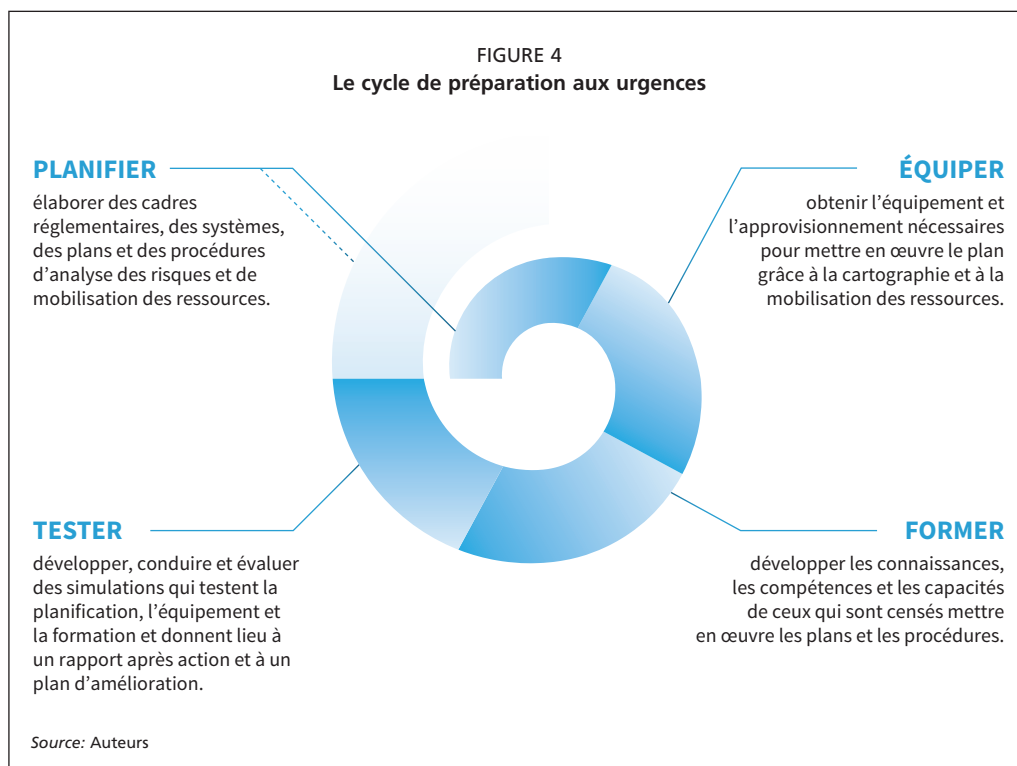 FIGURE 4
Le cycle de préparation aux urgences
PLANIFIER
élaborer des cadres
réglementaires, des systèmes,
des plans et des procédures
d’analyse des risques et de
mobilisation des ressources.
ÉQUIPER
obtenir l’équipement et
l’approvisionnement nécessaires
pour mettre en œuvre le plan
grâce à la cartographie et à la
mobilisation des ressources.
TESTER
développer, conduire et évaluer
des simulations qui testent la
planification, l’équipement et
la formation et donnent lieu à
un rapport après action et à un
plan d’amélioration.
FORMER
développer les connaissances,
les compétences et les capacités
de ceux qui sont censés mettre
en œuvre les plans et les procédures.
Source: Auteurs